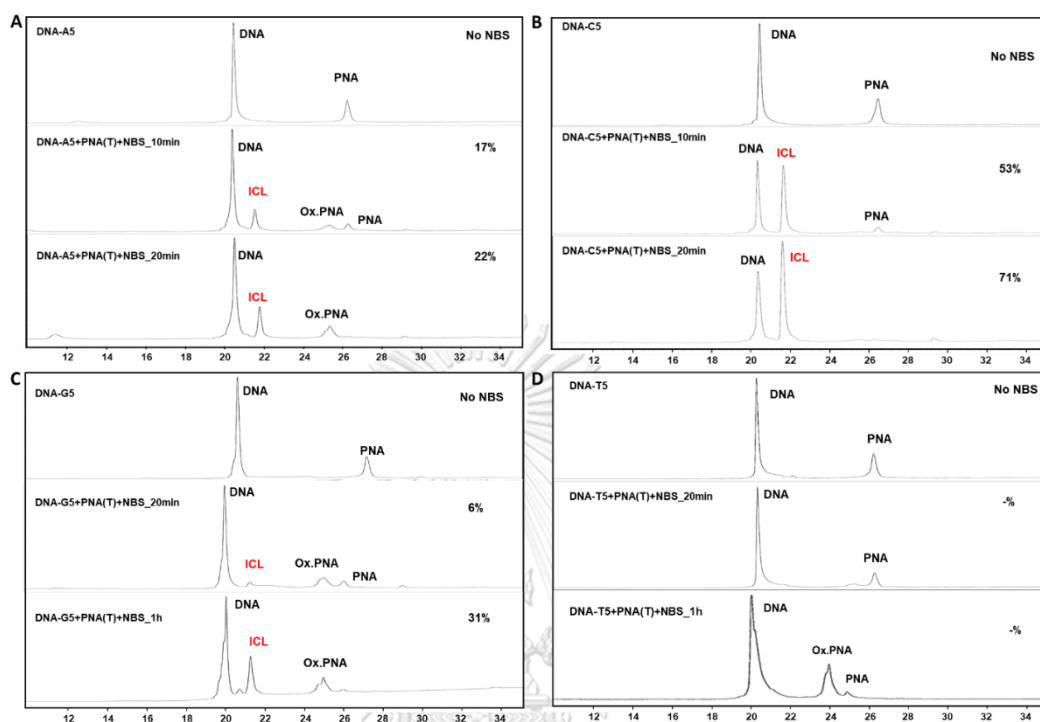 A
DNA-A5
No NBS
DNA
PNA
DNA-A5+PNA(T)+NBS_10min
17%
DNA
ICL
Ox.PNA
PNA
DNA-A5+PNA(T)+NBS_20min
22%
DNA
ICL
Ox.PNA
12 14 16 18 20 22 24 26 28 30 32 34
B
DNA-C5
No NBS
DNA
PNA
DNA-C5+PNA(T)+NBS_10min
53%
DNA
ICL
PNA
DNA-C5+PNA(T)+NBS_20min
71%
DNA
ICL
12 14 16 18 20 22 24 26 28 30 32 34
C
DNA-G5
No NBS
DNA
PNA
DNA-G5+PNA(T)+NBS_20min
6%
DNA
ICL
Ox.PNA
PNA
DNA-G5+PNA(T)+NBS_1h
31%
DNA
ICL
Ox.PNA
12 14 16 18 20 22 24 26 28 30 32 34
D
DNA-T5
No NBS
DNA
PNA
DNA-T5+PNA(T)+NBS_20min
-%
DNA
PNA
DNA-T5+PNA(T)+NBS_1h
-%
DNA
Ox.PNA
PNA
10 12 14 16 18 20 22 24 26 28 30 32 34